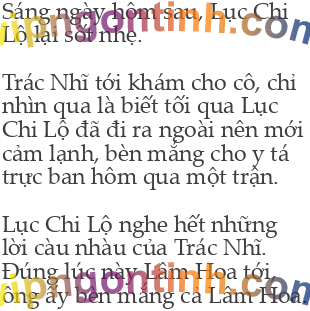 Sáng ngày hôm sau, Lục Chi
Lộ lại sốt nhẹ.
Trác Nhĩ tới khám cho cô, chỉ
nhìn qua là biết tối qua Lục
Chi Lộ đã đi ra ngoài nên mới
cảm lạnh, bèn mắng cho y tá
trực ban hôm qua một trận.
Lục Chi Lộ nghe hết những
lời càu nhàu của Trác Nhĩ.
Đúng lúc này Lâm Hoa tới,
ông ấy bèn mắng cả Lâm Hoa.